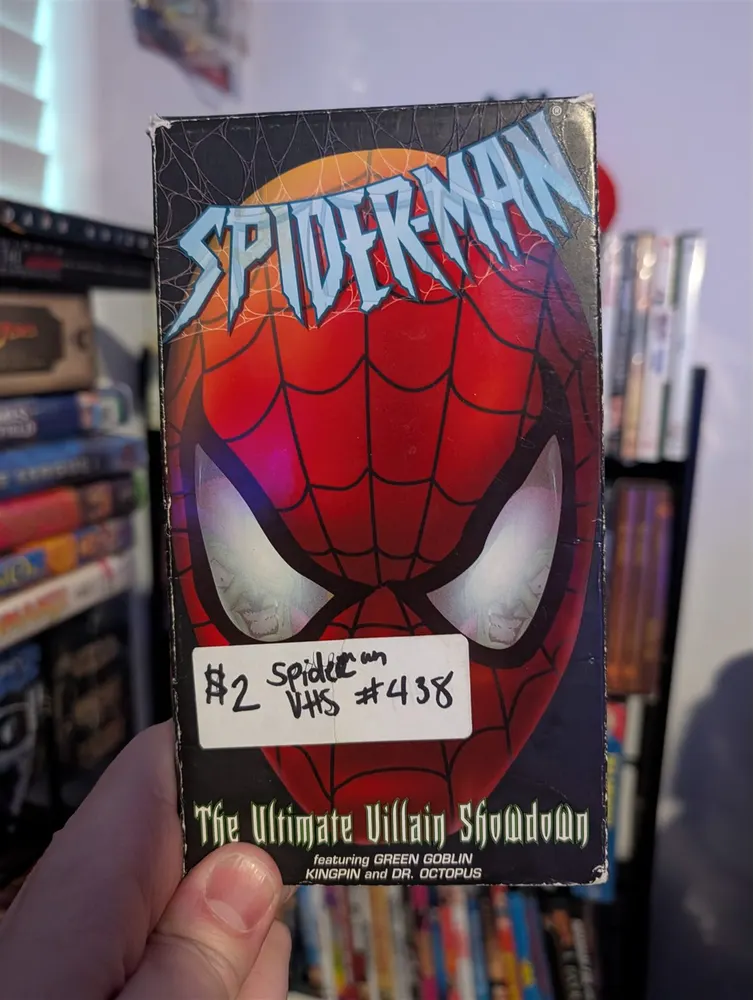 SPIDER-MAN®
$2 Spiderman
VHS #438
The Ultimate Villain Showdown
featuring GREEN GOBLIN
KINGPIN and DR. OCTOPUS